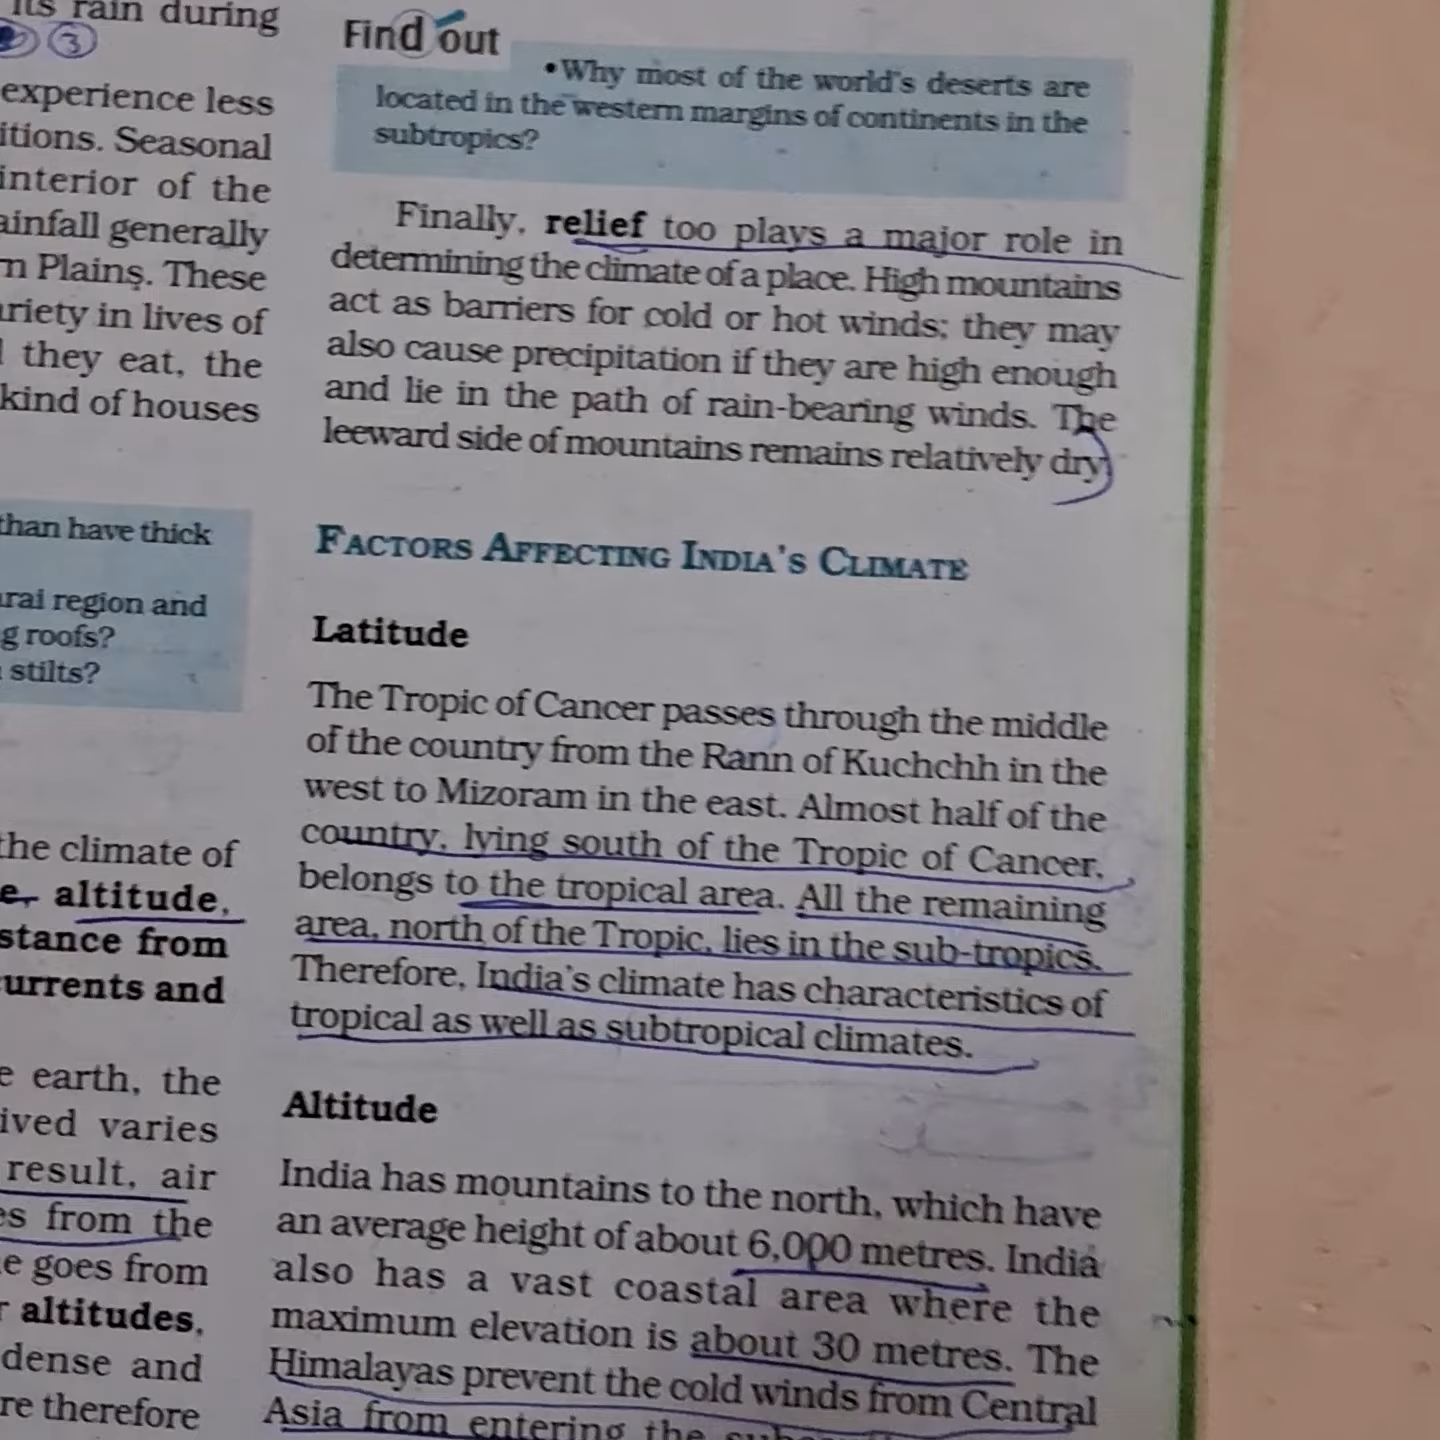 its rain during
3
experience less
itions. Seasonal
interior of the
ainfall generally
n Plains. These
ariety in lives of
they eat, the
kind of houses
than have thick
arai region and
g roofs?
stilts?
the climate of
e, altitude,
stance from
currents and
e earth, the
ived varies
result, air
es from the
e goes from
r altitudes,
dense and
re therefore
Find out
•Why most of the world's deserts are
located in the western margins of continents in the
subtropics?
Finally, relief too plays a major role in
determining the climate of a place. High mountains
act as barriers for cold or hot winds; they may
also cause precipitation if they are high enough
and lie in the path of rain-bearing winds. The
leeward side of mountains remains relatively dry.
FACTORS AFFECTING INDIA'S CLIMATE
Latitude
The Tropic of Cancer passes through the middle
of the country from the Rann of Kuchchh in the
west to Mizoram in the east. Almost half of the
country, lying south of the Tropic of Cancer,
belongs to the tropical area. All the remaining
area, north of the Tropic, lies in the sub-tropics.
Therefore, India's climate has characteristics of
tropical as well as subtropical climates.
Altitude
India has mountains to the north, which have
an average height of about 6,000 metres. India
also has a vast coastal area where the
maximum elevation is about 30 metres. The
Himalayas prevent the cold winds from Central
Asia from entering the